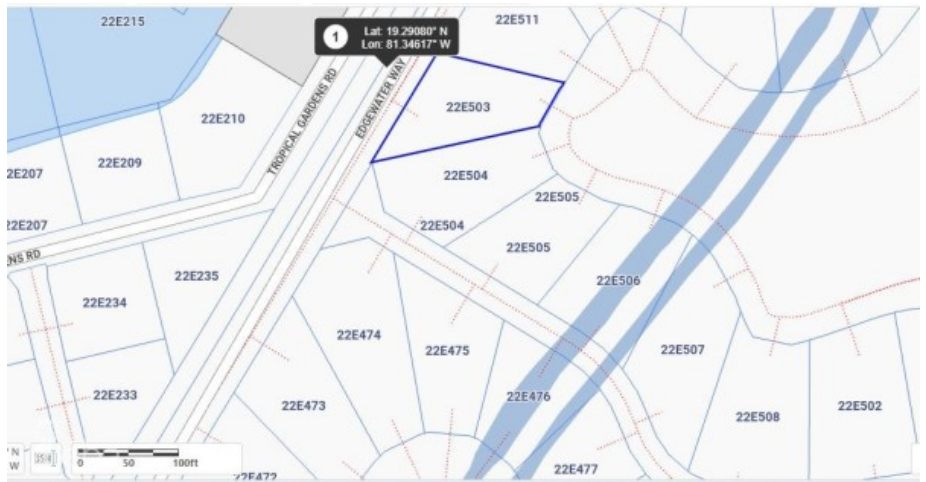 22E215
1
Lat: 19.29080° N
Lon: 81.34617° W
22E511
22E503
22E210
TROPICAL GARDENS RD
EDGEWATER WAY
22E209
22E207
22E504
22E505
22E207
22E504
22E505
NS RD
22E235
22E506
22E234
22E474
22E475
22E507
22E233
22E473
22E476
22E508
22E502
N
W
0 50 100ft
22E472
22E477